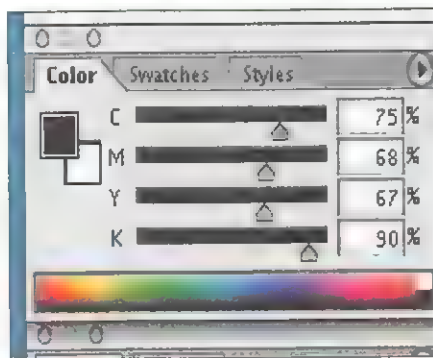 Color Swatches Styles
C 75 %
M 68 %
Y 67 %
K 90 %